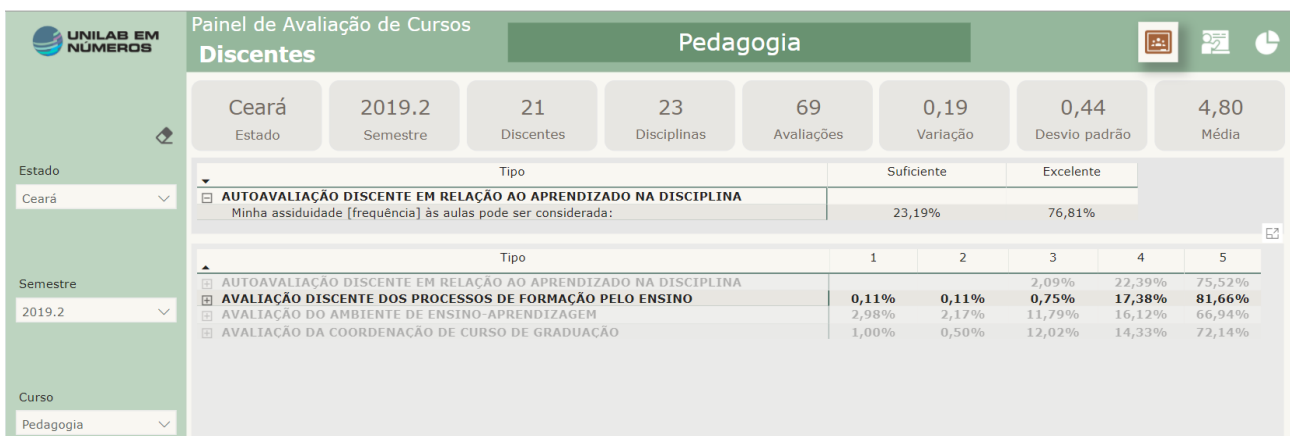 UNILAB EM
NÚMEROS
Painel de Avaliação de Cursos
Discentes
Pedagogia
Ceará
Estado
2019.2
Semestre
21
Discentes
23
Disciplinas
69
Avaliações
0,19
Variação
0,44
Desvio padrão
4,80
Média
Estado
Ceará
Semestre
2019.2
Curso
Pedagogia
Tipo Suficiente Excelente
AUTOAVALIAÇÃO DISCENTE EM RELAÇÃO AO APRENDIZADO NA DISCIPLINA
Minha assiduidade [frequência] às aulas pode ser considerada: 23,19% 76,81%
Tipo 1 2 3 4 5
AUTOAVALIAÇÃO DISCENTE EM RELAÇÃO AO APRENDIZADO NA DISCIPLINA 2,09% 22,39% 75,52%
AVALIAÇÃO DISCENTE DOS PROCESSOS DE FORMAÇÃO PELO ENSINO 0,11% 0,11% 0,75% 17,38% 81,66%
AVALIAÇÃO DO AMBIENTE DE ENSINO-APRENDIZAGEM 2,98% 2,17% 11,79% 16,12% 66,94%
AVALIAÇÃO DA COORDENAÇÃO DE CURSO DE GRADUAÇÃO 1,00% 0,50% 12,02% 14,33% 72,14%